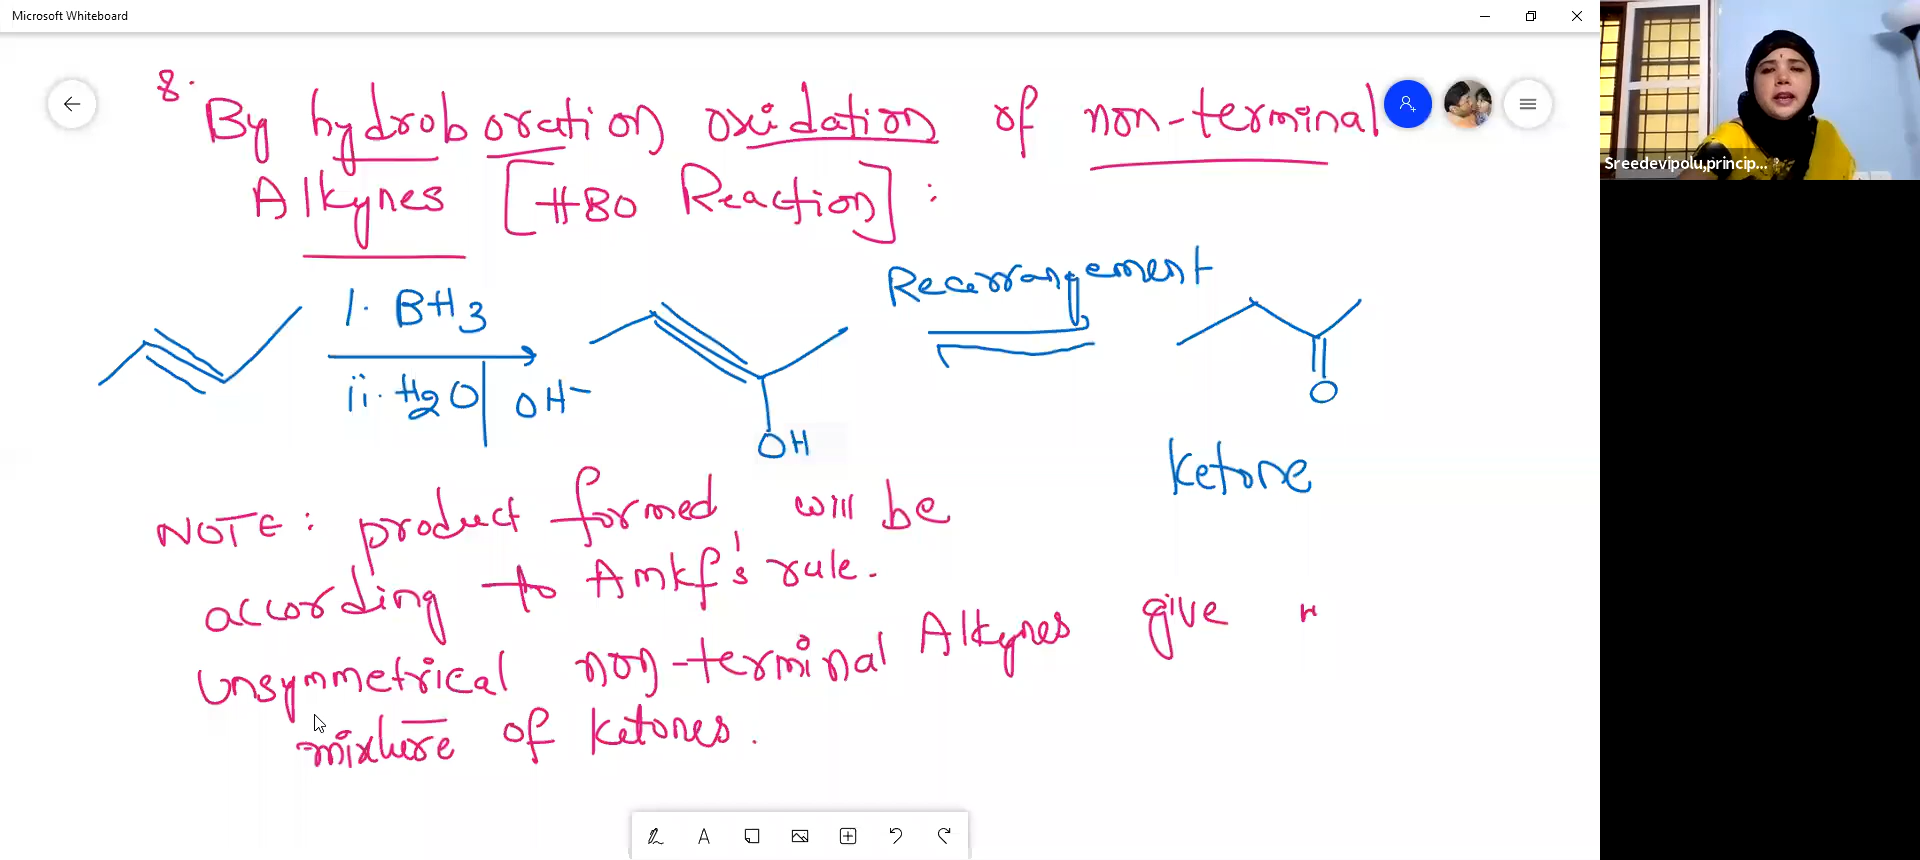 Microsoft Whiteboard
8.
By hydroboration oxidation of non-terminal
Alkynes [HBO Reaction] :
1. BH3
ii. H2O | OH-
OH
Rearrangement
O
Ketone
NOTE: product formed will be
according to Amkf's rule.
unsymmetrical non-terminal Alkynes give
mixture of ketones.
Sreedevipolu,princip...
A